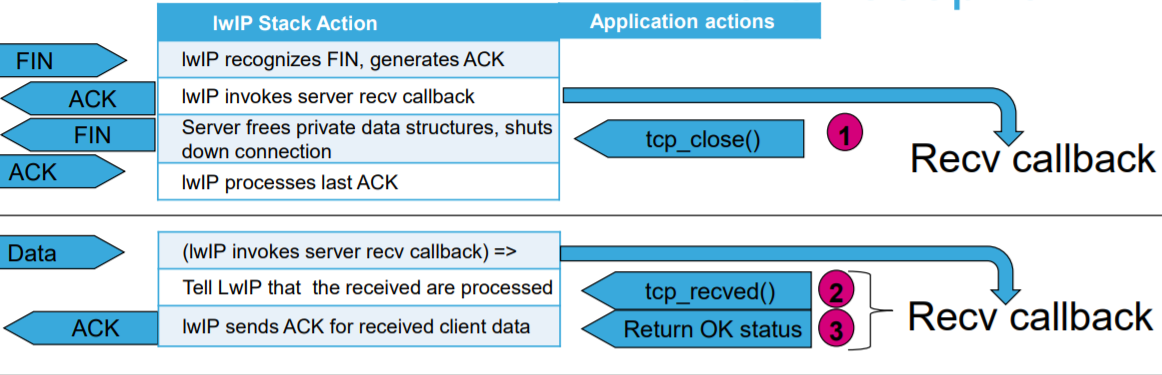 lwIP Stack Action
Application actions
FIN
lwIP recognizes FIN, generates ACK
ACK
lwIP invokes server recv callback
FIN
Server frees private data structures, shuts
down connection
tcp_close()
1
Recv callback
ACK
lwIP processes last ACK
Data
(lwIP invokes server recv callback) =>
Tell LwIP that the received are processed
tcp_recved()
2
Recv callback
ACK
lwIP sends ACK for received client data
Return OK status
3